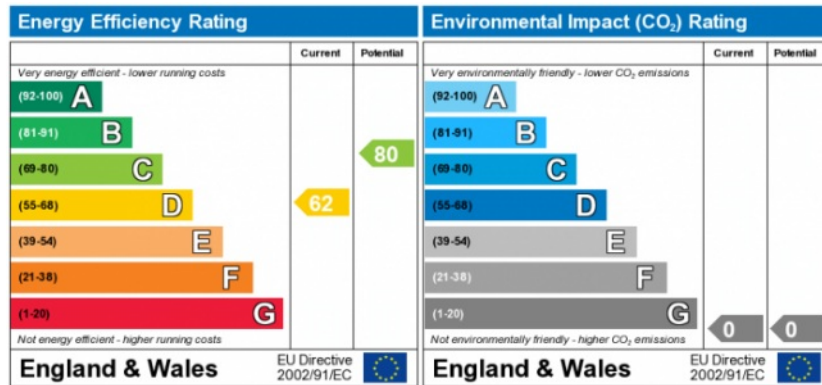 Energy Efficiency Rating
Current Potential
Very energy efficient - lower running costs
(92-100) A
(81-91) B
(69-80) C
80
(55-68) D
62
(39-54) E
(21-38) F
(1-20) G
Not energy efficient - higher running costs
England & Wales
EU Directive
2002/91/EC
Environmental Impact (CO₂) Rating
Current Potential
Very environmentally friendly - lower CO₂ emissions
(92-100) A
(81-91) B
(69-80) C
(55-68) D
(39-54) E
(21-38) F
(1-20) G
0 0
Not environmentally friendly - higher CO₂ emissions
England & Wales
EU Directive
2002/91/EC